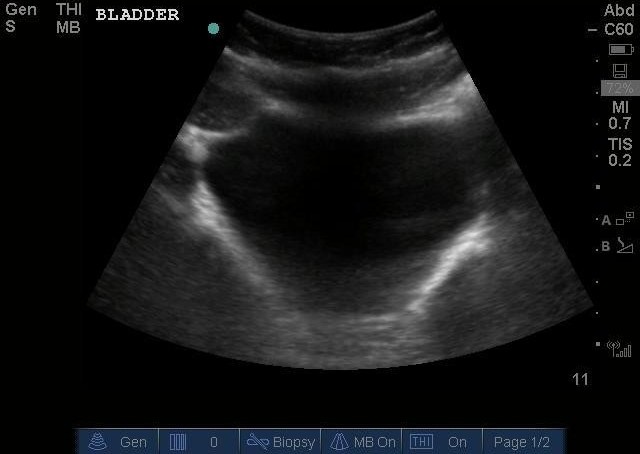 Gen THI
S MB
BLADDER
Abd
C60
72%
MI
0.7
TIS
0.2
A
B
11
Gen 0 Biopsy MB On THI On Page 1/2